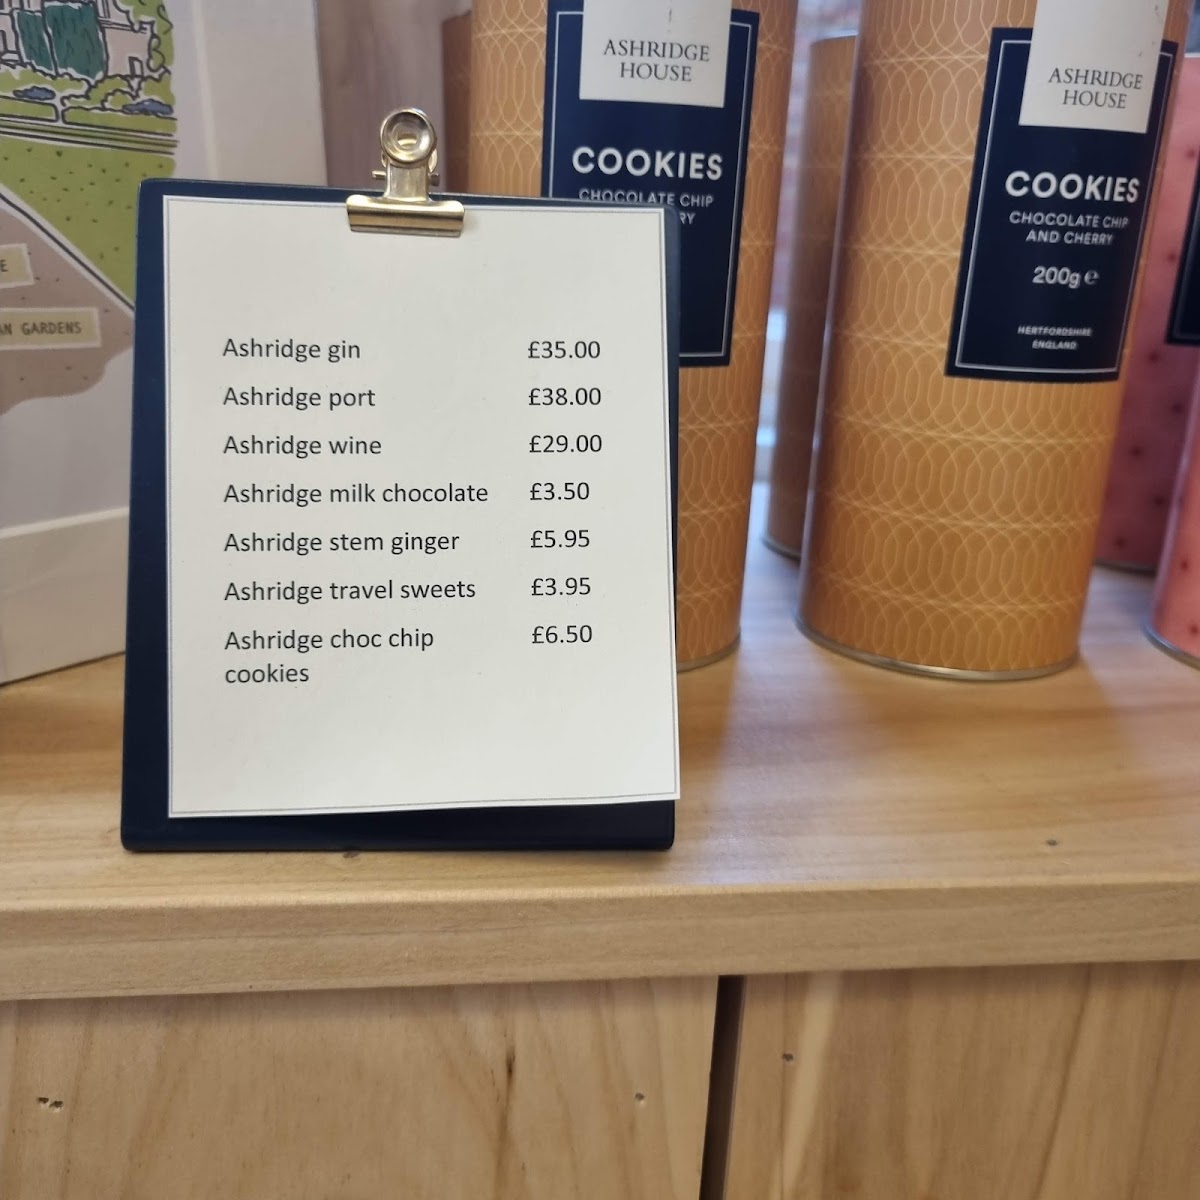 Ashridge gin £35.00
Ashridge port £38.00
Ashridge wine £29.00
Ashridge milk chocolate £3.50
Ashridge stem ginger £5.95
Ashridge travel sweets £3.95
Ashridge choc chip £6.50
cookies
ASHRIDGE
HOUSE
COOKIES
CHOCOLATE CHIP
ASHRIDGE
HOUSE
COOKIES
CHOCOLATE CHIP
AND CHERRY
200g ℮
HERTFORDSHIRE
ENGLAND
GARDENS